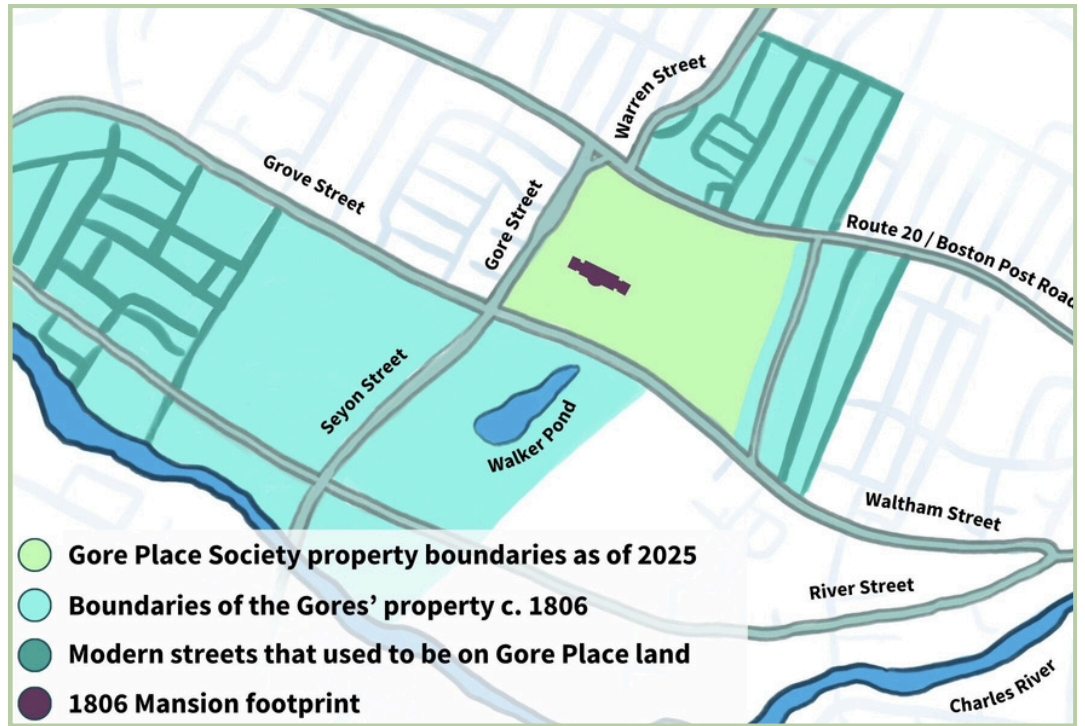 Warren Street
Grove Street
Gore Street
Route 20 / Boston Post Road
Seyon Street
Walker Pond
Waltham Street
River Street
Charles River
Gore Place Society property boundaries as of 2025
Boundaries of the Gores’ property c. 1806
Modern streets that used to be on Gore Place land
1806 Mansion footprint